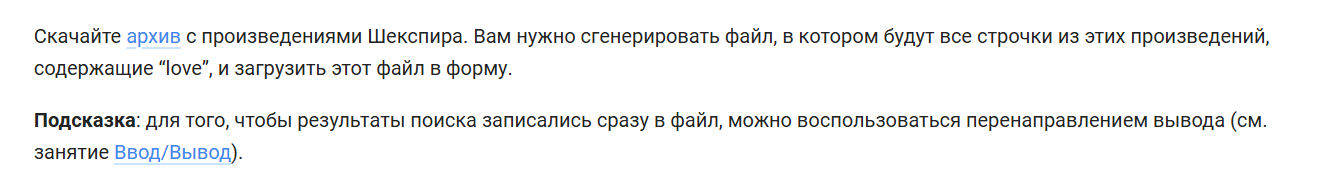 Скачайте архив с произведениями Шекспира. Вам нужно сгенерировать файл, в котором будут все строчки из этих произведений,
содержащие “love”, и загрузить этот файл в форму.
Подсказка: для того, чтобы результаты поиска записались сразу в файл, можно воспользоваться перенаправлением вывода (см.
занятие Ввод/Вывод).